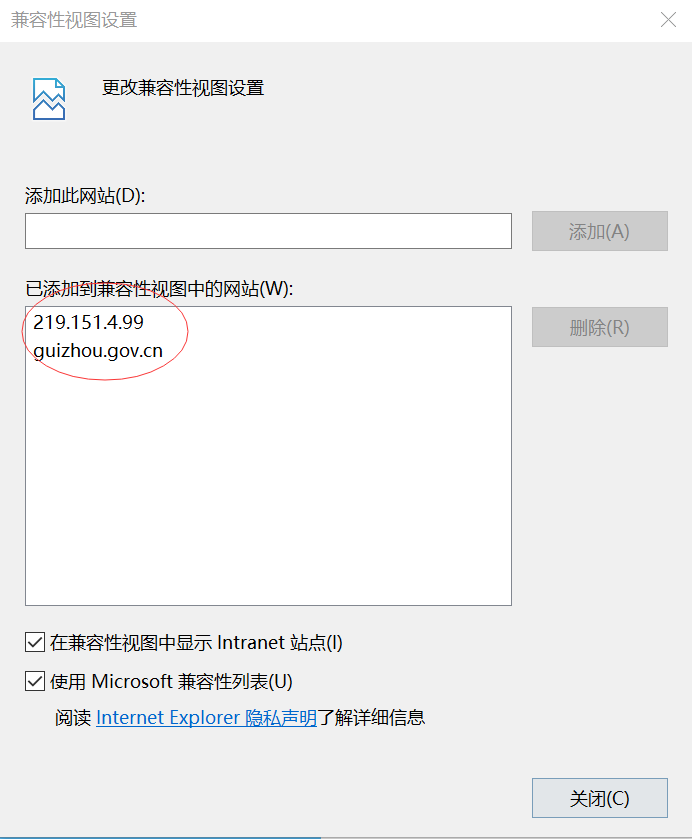 兼容性视图设置
更改兼容性视图设置
添加此网站(D):
添加(A)
已添加到兼容性视图中的网站(W):
219.151.4.99
guizhou.gov.cn
删除(R)
在兼容性视图中显示 Intranet 站点(I)
使用 Microsoft 兼容性列表(U)
阅读 Internet Explorer 隐私声明了解详细信息
关闭(C)